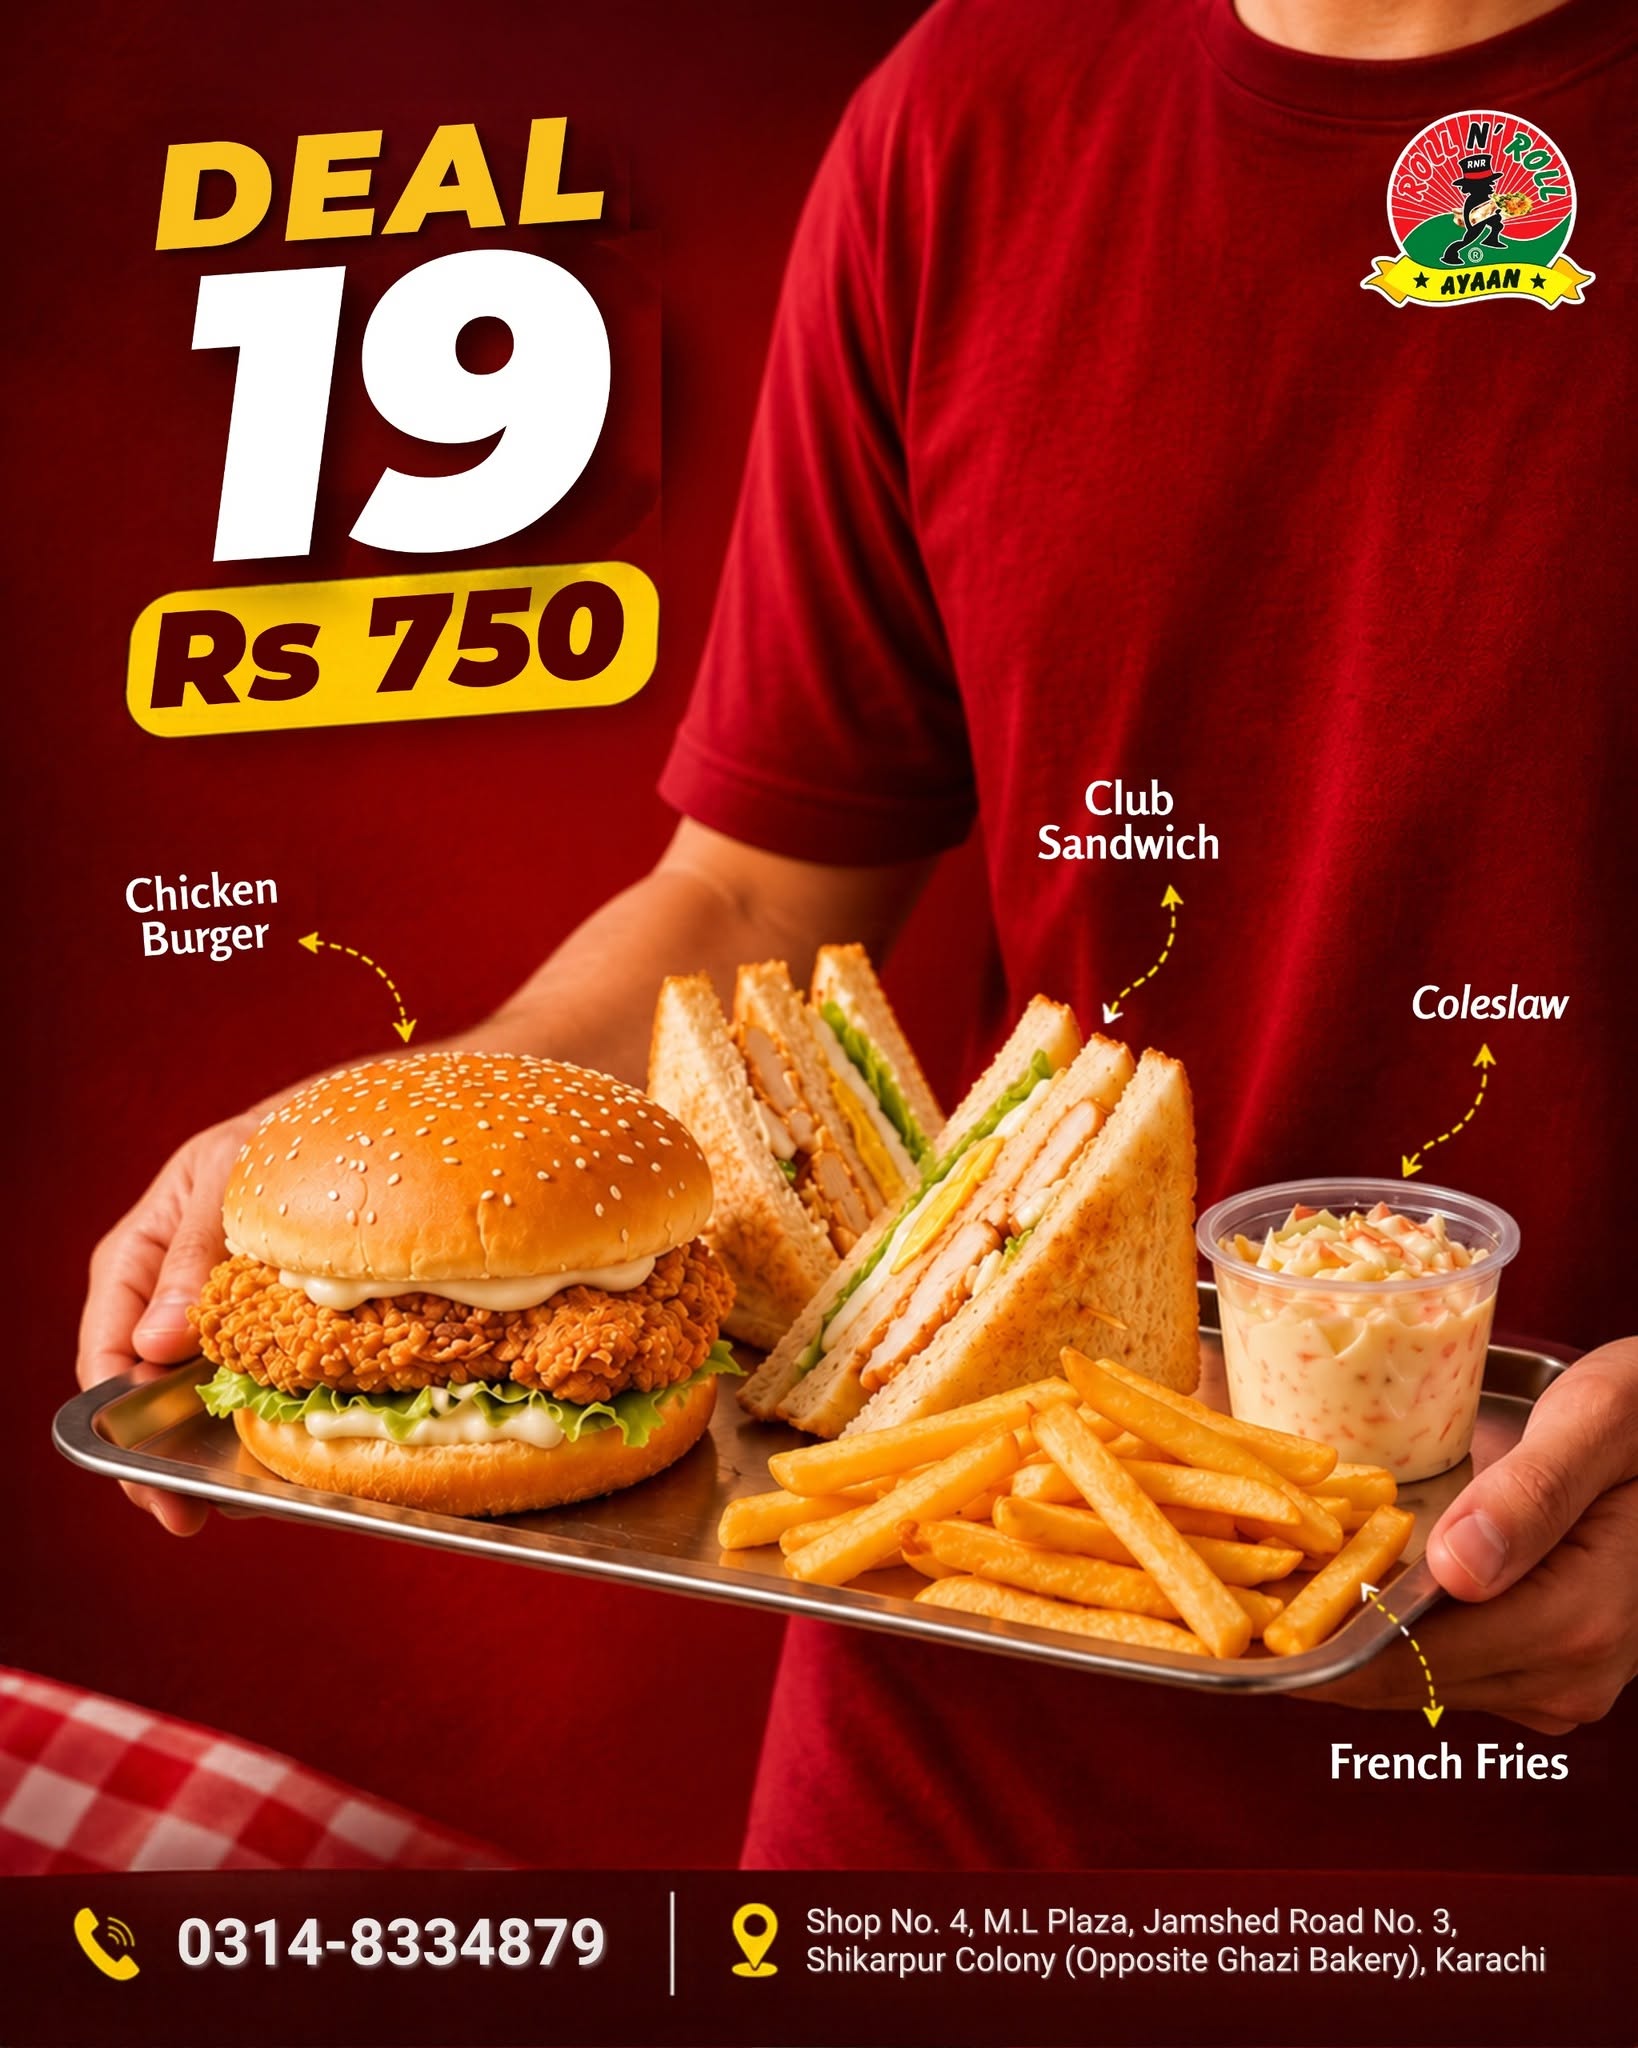 DEAL
19
Rs 750
ROLL N' ROLL
RNR
®
AYAAN
Club
Sandwich
Chicken
Burger
Coleslaw
French Fries
0314-8334879
Shop No. 4, M.L Plaza, Jamshed Road No. 3,
Shikarpur Colony (Opposite Ghazi Bakery), Karachi